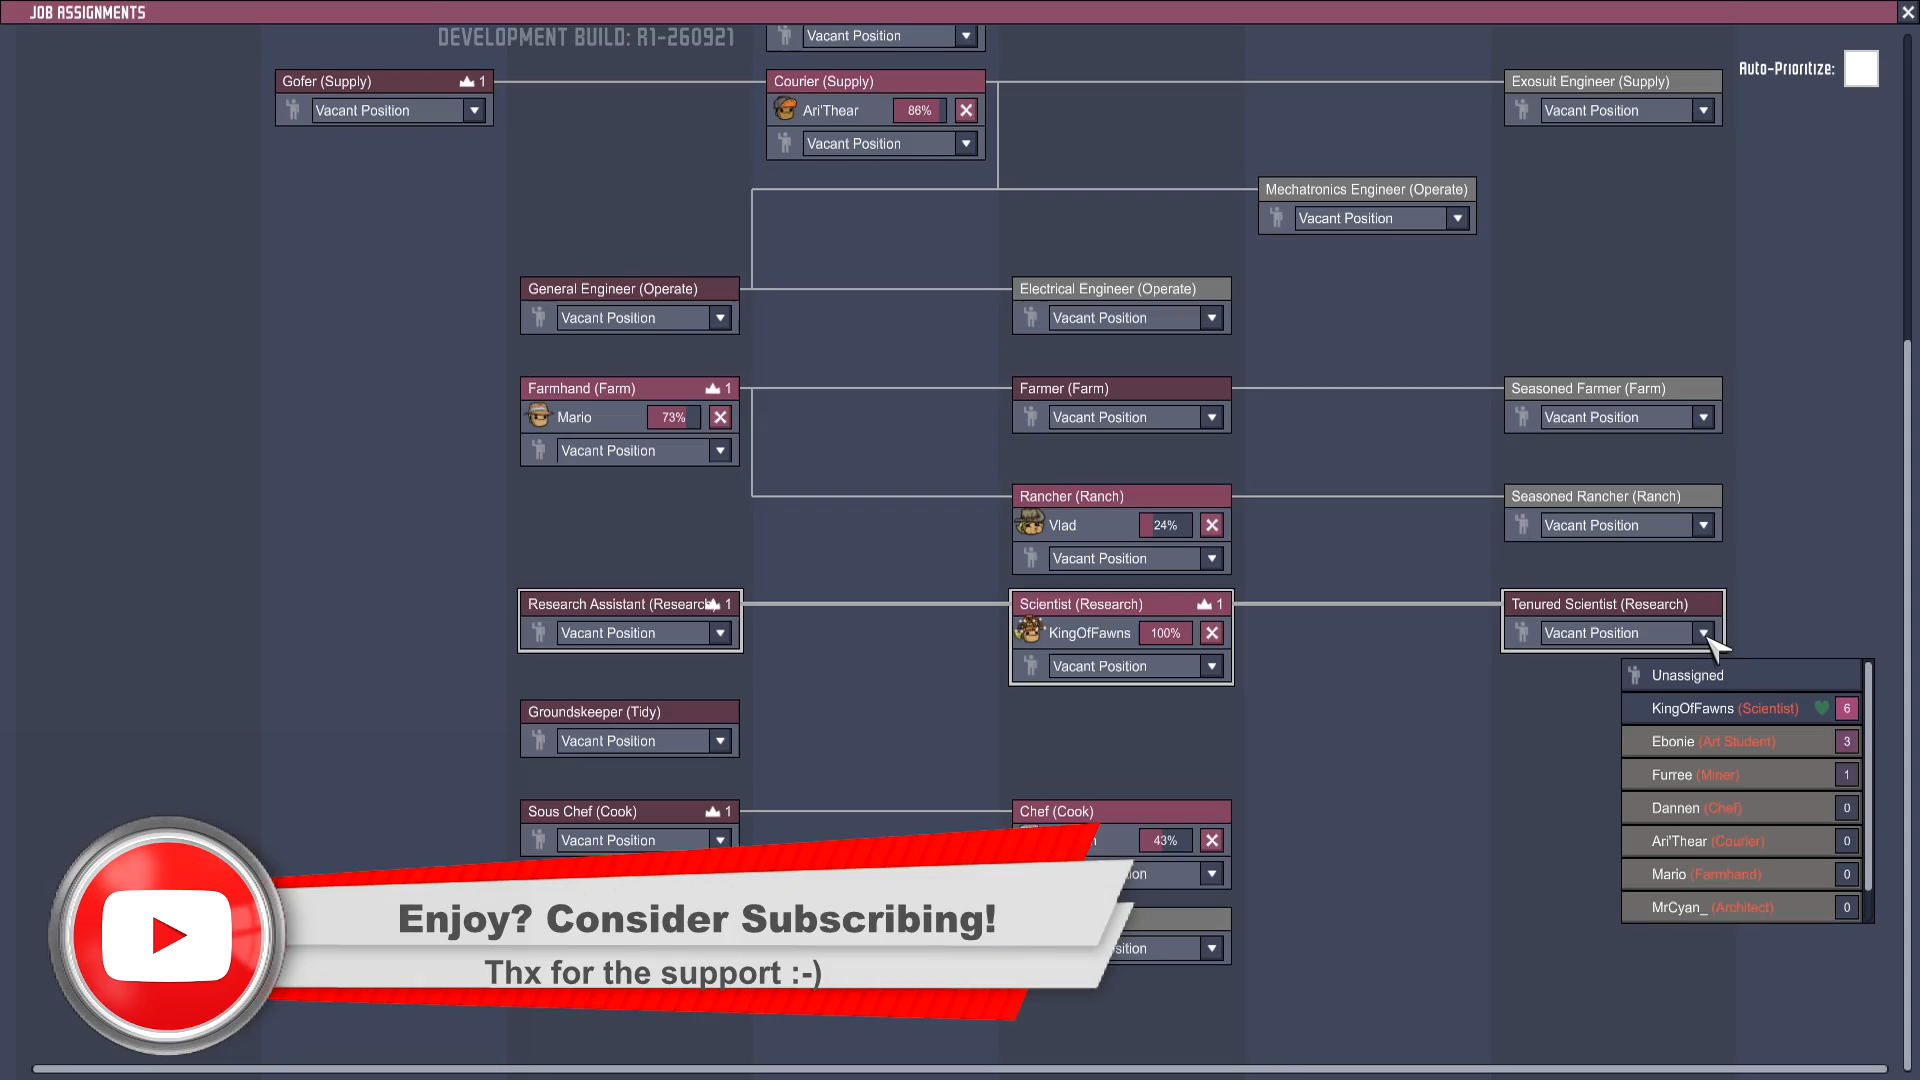 JOB ASSIGNMENTS
DEVELOPMENT BUILD: R1-260921
Vacant Position
Auto-Prioritize:
Gofer (Supply) 1
Vacant Position
Courier (Supply)
Ari'Thear 86%
Vacant Position
Exosuit Engineer (Supply)
Vacant Position
Mechatronics Engineer (Operate)
Vacant Position
General Engineer (Operate)
Vacant Position
Electrical Engineer (Operate)
Vacant Position
Farmhand (Farm) 1
Mario 73%
Vacant Position
Farmer (Farm)
Vacant Position
Seasoned Farmer (Farm)
Vacant Position
Rancher (Ranch)
Vlad 24%
Vacant Position
Seasoned Rancher (Ranch)
Vacant Position
Research Assistant (Research 1
Vacant Position
Scientist (Research) 1
KingOfFawns 100%
Vacant Position
Tenured Scientist (Research)
Vacant Position
Unassigned
KingOfFawns (Scientist) 6
Ebonie (Art Student) 3
Furree (Miner) 1
Dannen (Chef) 0
Ari'Thear (Courier) 0
Mario (Farmhand) 0
MrCyan_ (Architect) 0
Groundskeeper (Tidy)
Vacant Position
Sous Chef (Cook) 1
Vacant Position
Chef (Cook)
43%
Enjoy? Consider Subscribing!
Thx for the support :-)